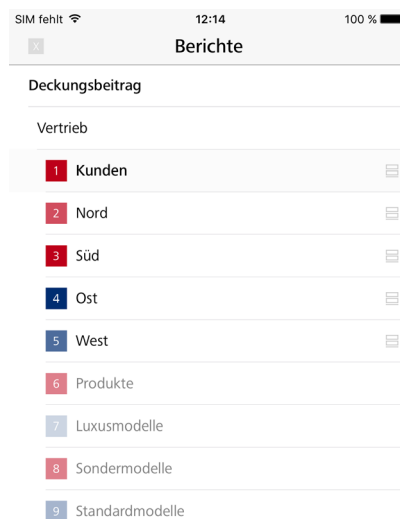 SIM fehlt 12:14 100 %
X Berichte
Deckungsbeitrag
Vertrieb
1 Kunden
2 Nord
3 Süd
4 Ost
5 West
6 Produkte
7 Luxusmodelle
8 Sondermodelle
9 Standardmodelle